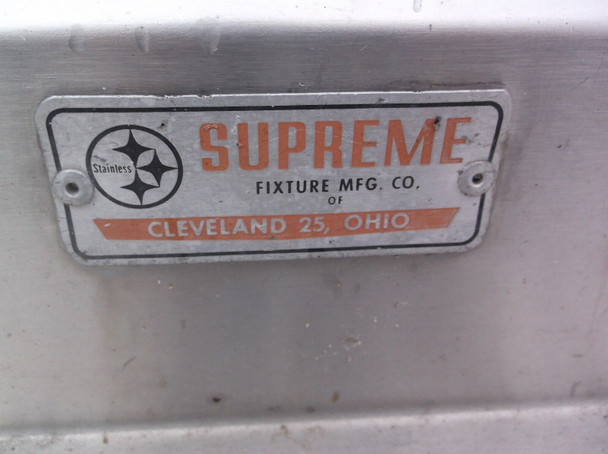 Stainless
SUPREME
FIXTURE MFG. CO.
OF
CLEVELAND 25, OHIO